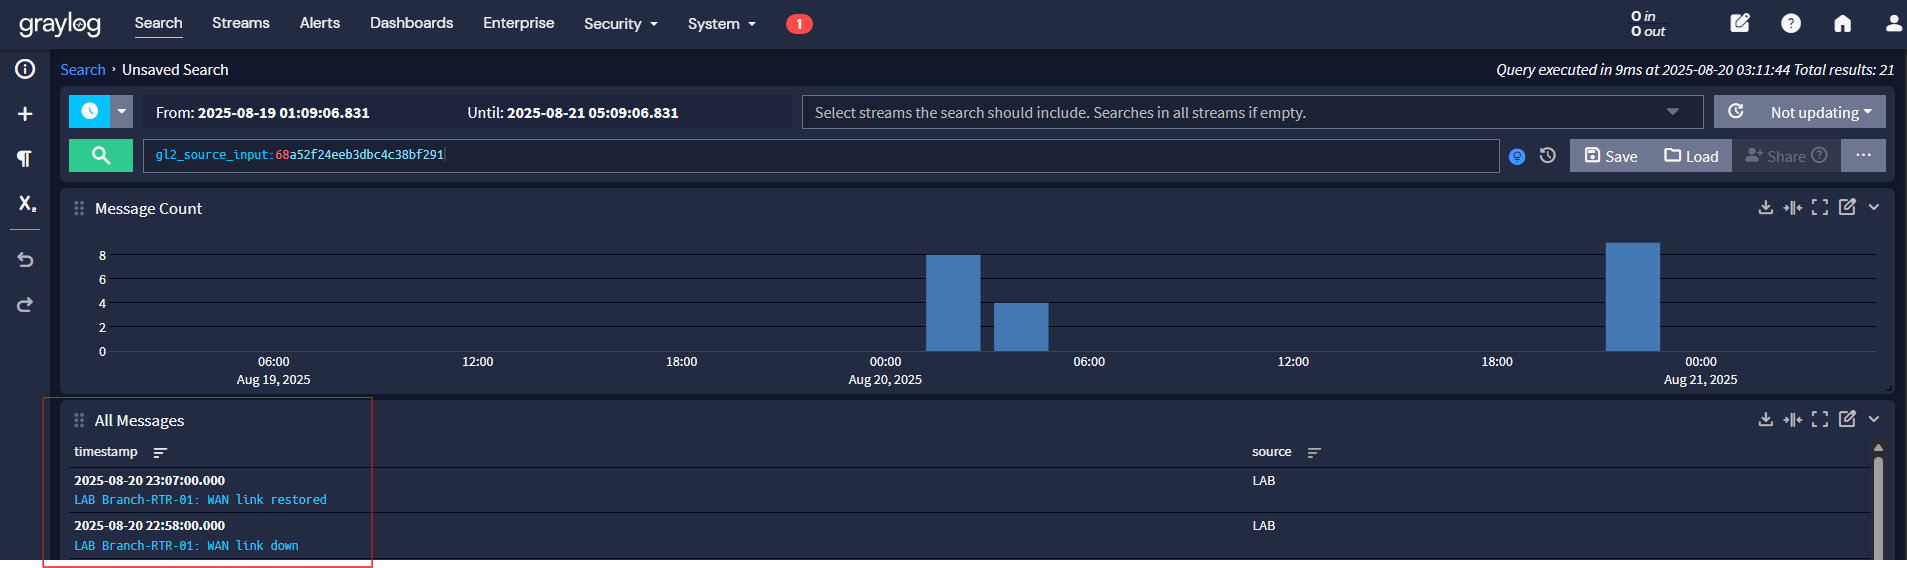 graylog Search Streams Alerts Dashboards Enterprise Security System 1 0 in
0 out
Search › Unsaved Search Query executed in 9ms at 2025-08-20 03:11:44 Total results: 21
From: 2025-08-19 01:09:06.831 Until: 2025-08-21 05:09:06.831 Select streams the search should include. Searches in all streams if empty. Not updating
gl2_source_input:68a52f24eeb3dbc4c38bf291 Save Load Share ...
Message Count
8
6
4
2
0
06:00 12:00 18:00 00:00 06:00 12:00 18:00 00:00
Aug 19, 2025 Aug 20, 2025 Aug 21, 2025
All Messages
timestamp source
2025-08-20 23:07:00.000 LAB
LAB Branch-RTR-01: WAN link restored
2025-08-20 22:58:00.000 LAB
LAB Branch-RTR-01: WAN link down